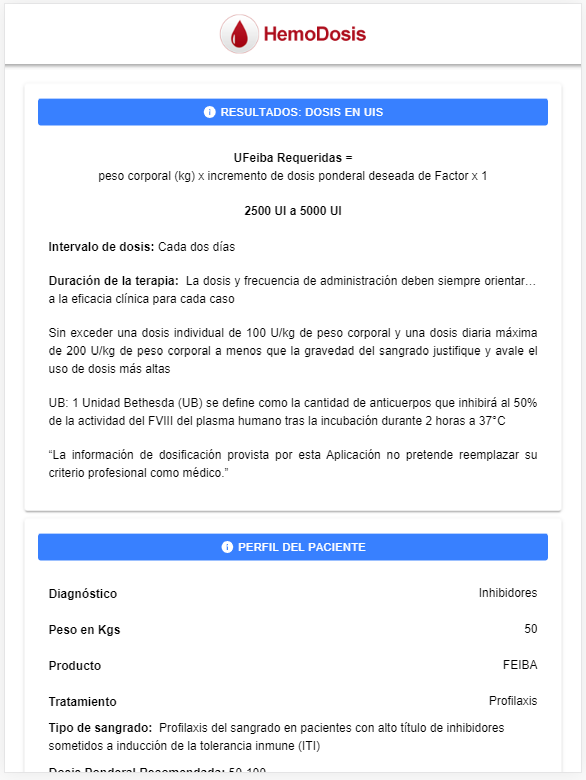 HemoDosis
RESULTADOS: DOSIS EN UIS
UFeiba Requeridas =
peso corporal (kg) x incremento de dosis ponderal deseada de Factor x 1
2500 UI a 5000 UI
Intervalo de dosis: Cada dos días
Duración de la terapia: La dosis y frecuencia de administración deben siempre orientar…
a la eficacia clínica para cada caso
Sin exceder una dosis individual de 100 U/kg de peso corporal y una dosis diaria máxima
de 200 U/kg de peso corporal a menos que la gravedad del sangrado justifique y avale el
uso de dosis más altas
UB: 1 Unidad Bethesda (UB) se define como la cantidad de anticuerpos que inhibirá al 50%
de la actividad del FVIII del plasma humano tras la incubación durante 2 horas a 37°C
“La información de dosificación provista por esta Aplicación no pretende reemplazar su
criterio profesional como médico.”
PERFIL DEL PACIENTE
Diagnóstico Inhibidores
Peso en Kgs 50
Producto FEIBA
Tratamiento Profilaxis
Tipo de sangrado: Profilaxis del sangrado en pacientes con alto título de inhibidores
sometidos a inducción de la tolerancia inmune (ITI)
Dosis Ponderal Recomendada: 50-100